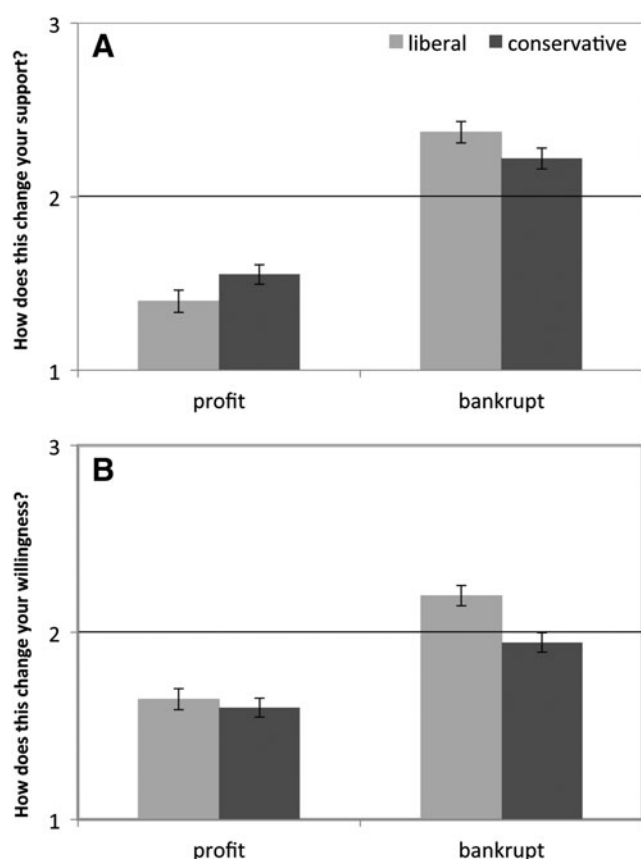 How does this change your support?
3
2
1
A
liberal conservative
profit bankrupt
How does this change your willingness?
3
2
1
B
profit bankrupt